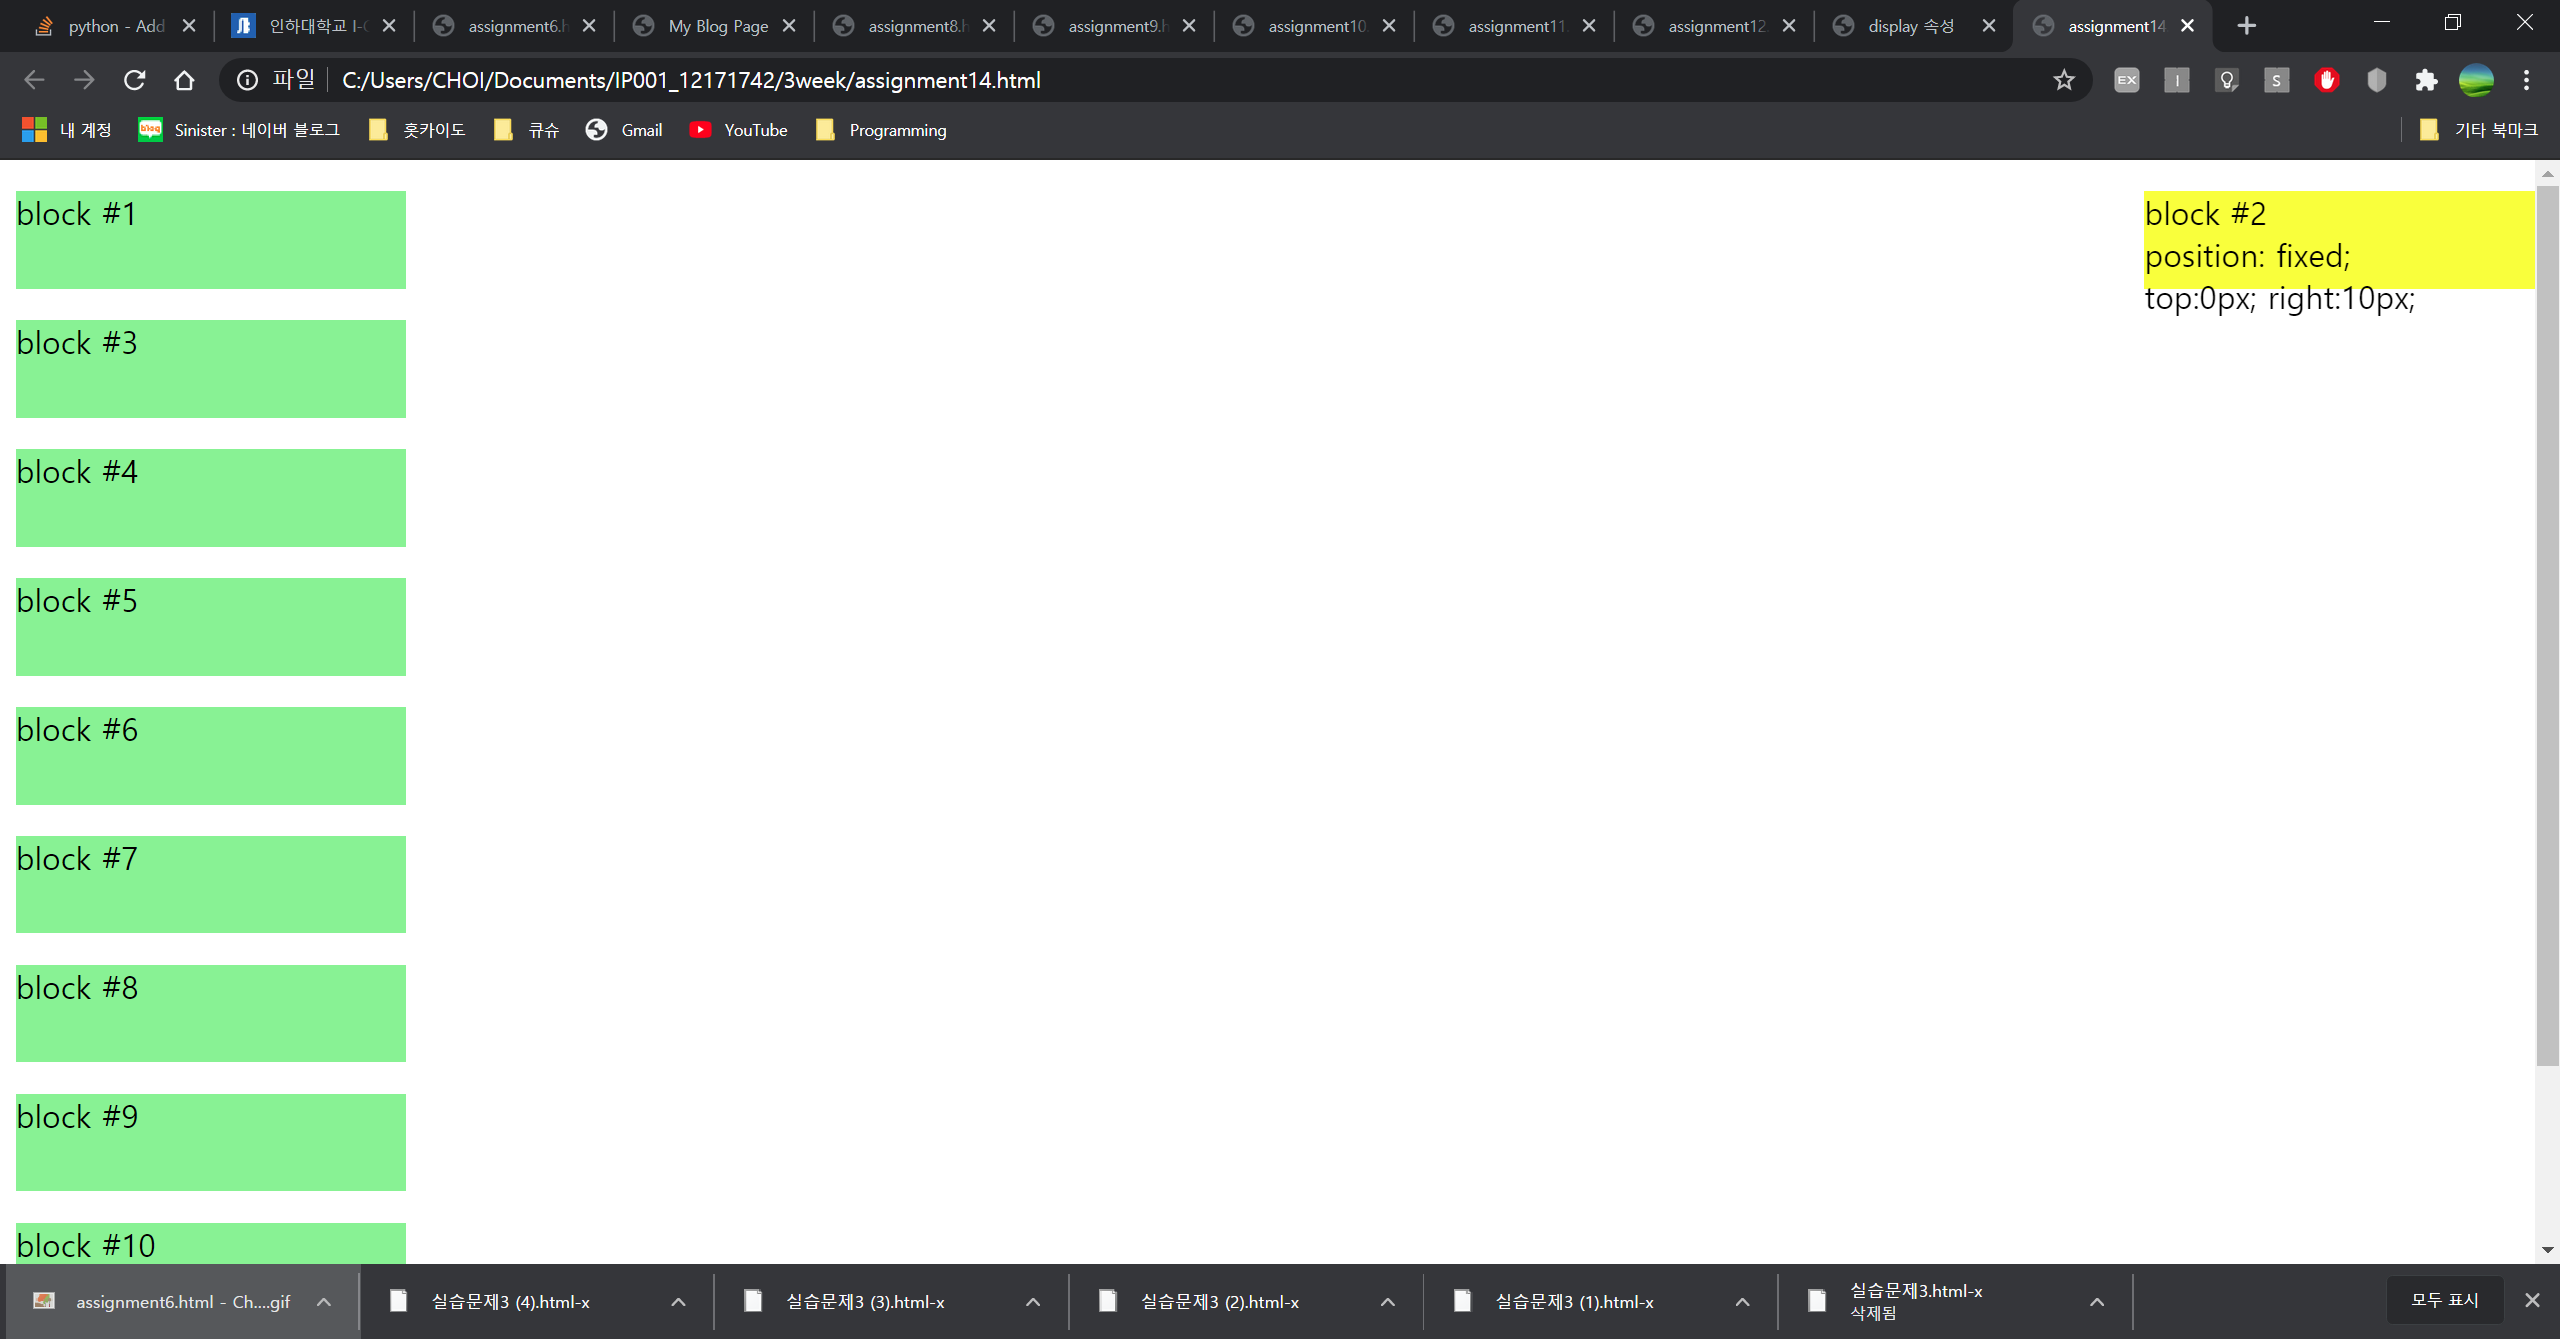 python - Add
인하대학교 I-C
assignment6.h
My Blog Page
assignment8.h
assignment9.h
assignment10.
assignment11.
assignment12.
display 속성
assignment14
파일 C:/Users/CHOI/Documents/IP001_12171742/3week/assignment14.html
EX
I
S
내 계정
blog
Sinister : 네이버 블로그
홋카이도
큐슈
Gmail
YouTube
Programming
기타 북마크
block #1
block #2
position: fixed;
top:0px; right:10px;
block #3
block #4
block #5
block #6
block #7
block #8
block #9
block #10
assignment6.html - Ch....gif
실습문제3 (4).html-x
실습문제3 (3).html-x
실습문제3 (2).html-x
실습문제3 (1).html-x
실습문제3.html-x
삭제됨
모두 표시